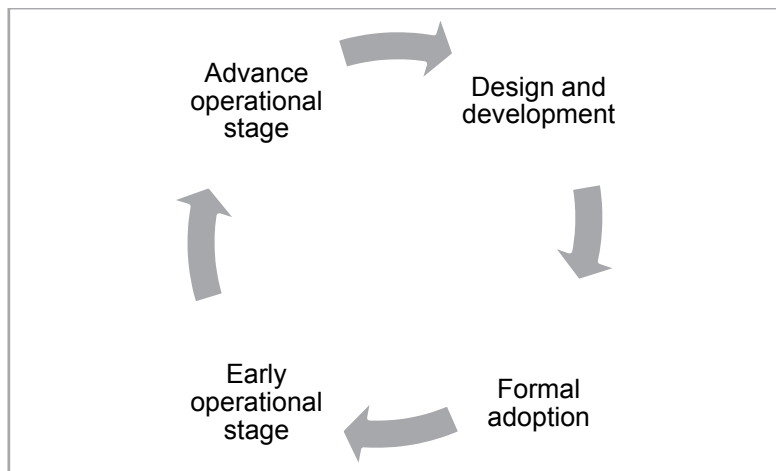 Advance
operational
stage
Design and
development
Formal
adoption
Early
operational
stage